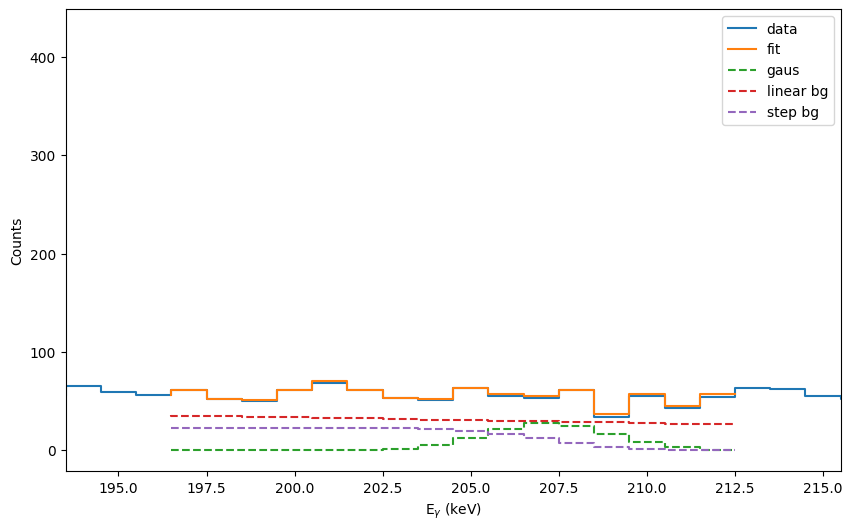 data
fit
gaus
linear bg
step bg
400
300
200
100
0
Counts
195.0 197.5 200.0 202.5 205.0 207.5 210.0 212.5 215.0
Eγ (keV)